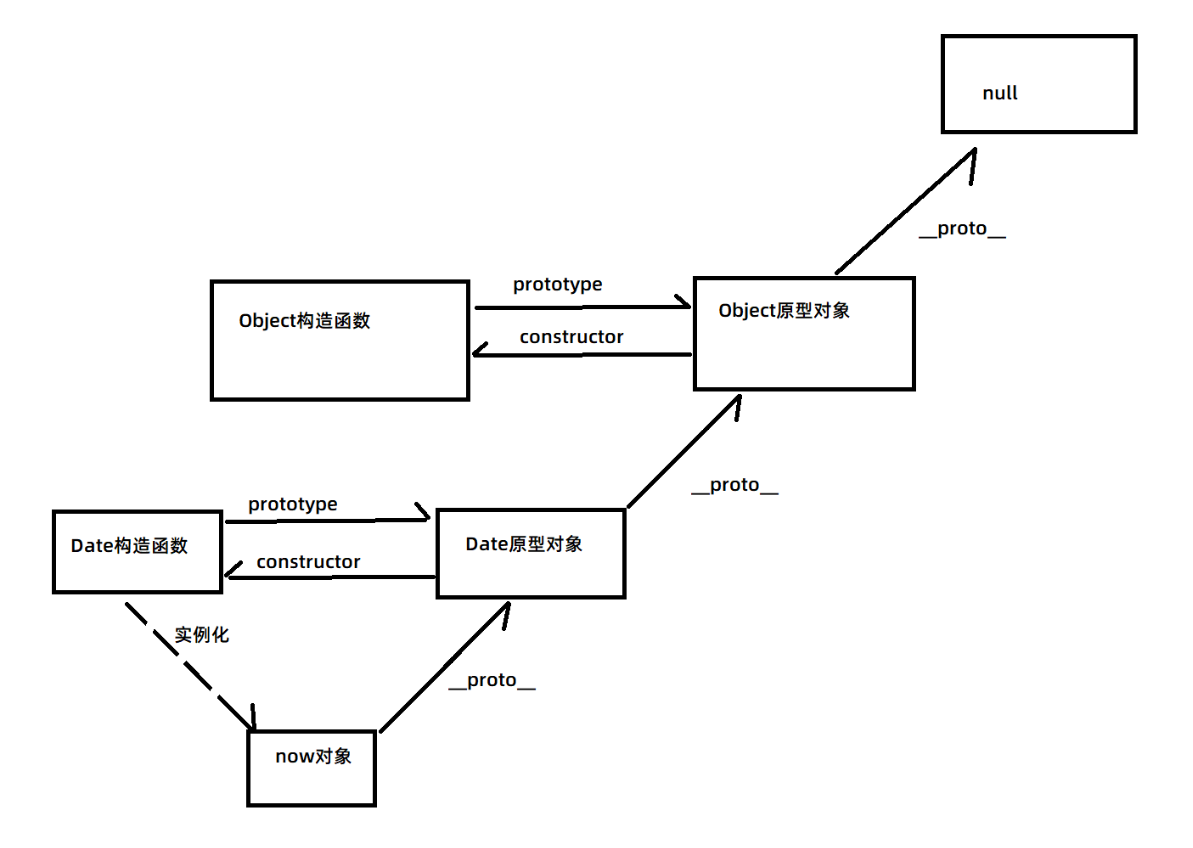 null
__proto__
prototype
Object构造函数
Object原型对象
constructor
__proto__
prototype
Date构造函数
Date原型对象
constructor
实例化
__proto__
now对象